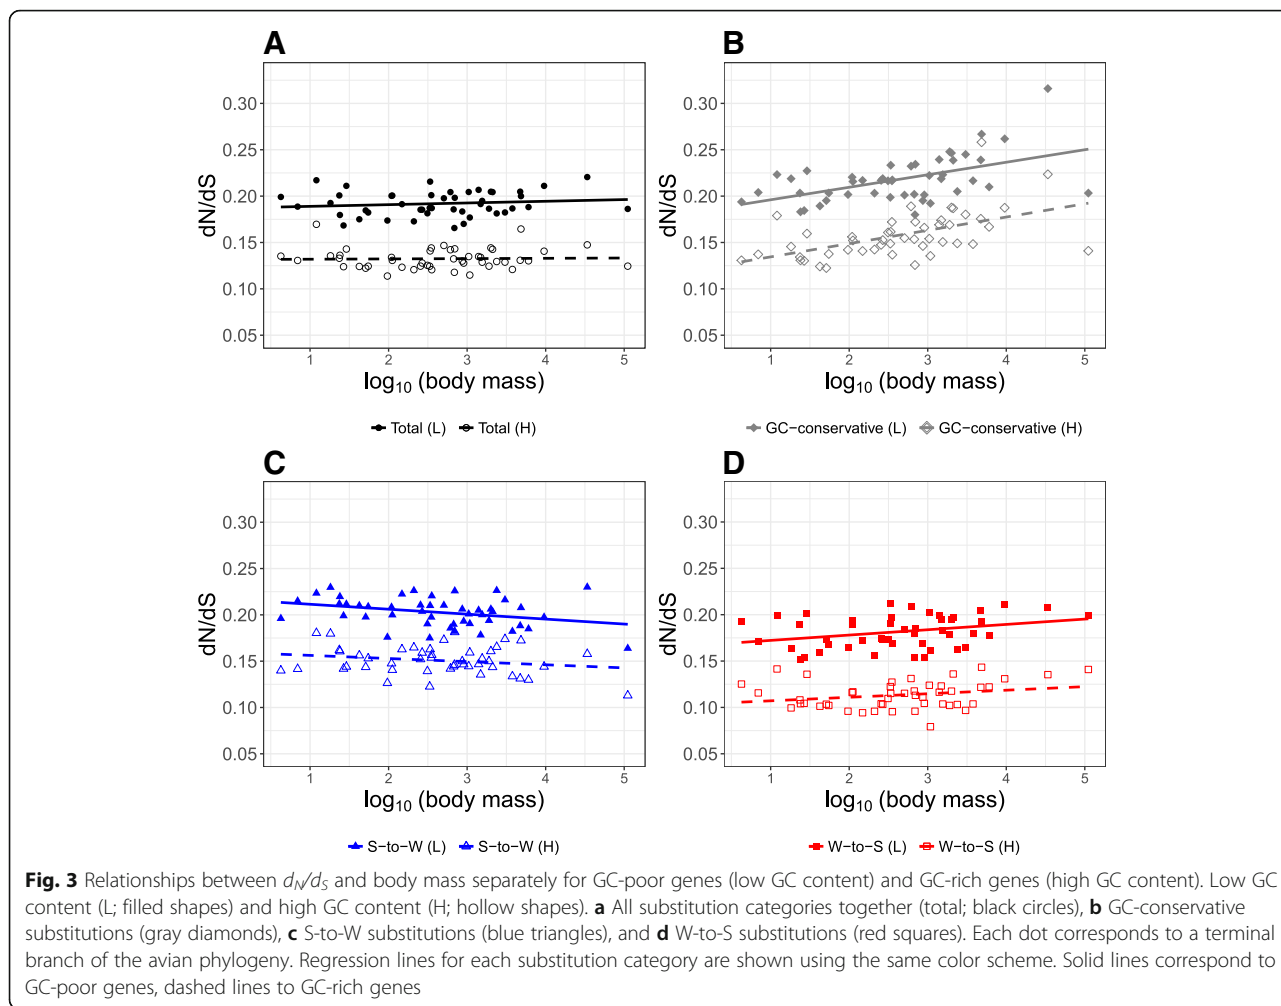 A
0.30
0.25
0.20
0.15
0.10
0.05
dN/dS
1 2 3 4 5
log10 (body mass)
Total (L) Total (H)
B
0.30
0.25
0.20
0.15
0.10
0.05
dN/dS
1 2 3 4 5
log10 (body mass)
GC−conservative (L) GC−conservative (H)
C
0.30
0.25
0.20
0.15
0.10
0.05
dN/dS
1 2 3 4 5
log10 (body mass)
S−to−W (L) S−to−W (H)
D
0.30
0.25
0.20
0.15
0.10
0.05
dN/dS
1 2 3 4 5
log10 (body mass)
W−to−S (L) W−to−S (H)
Fig. 3 Relationships between dN/dS and body mass separately for GC-poor genes (low GC content) and GC-rich genes (high GC content). Low GC
content (L; filled shapes) and high GC content (H; hollow shapes). a All substitution categories together (total; black circles), b GC-conservative
substitutions (gray diamonds), c S-to-W substitutions (blue triangles), and d W-to-S substitutions (red squares). Each dot corresponds to a terminal
branch of the avian phylogeny. Regression lines for each substitution category are shown using the same color scheme. Solid lines correspond to
GC-poor genes, dashed lines to GC-rich genes